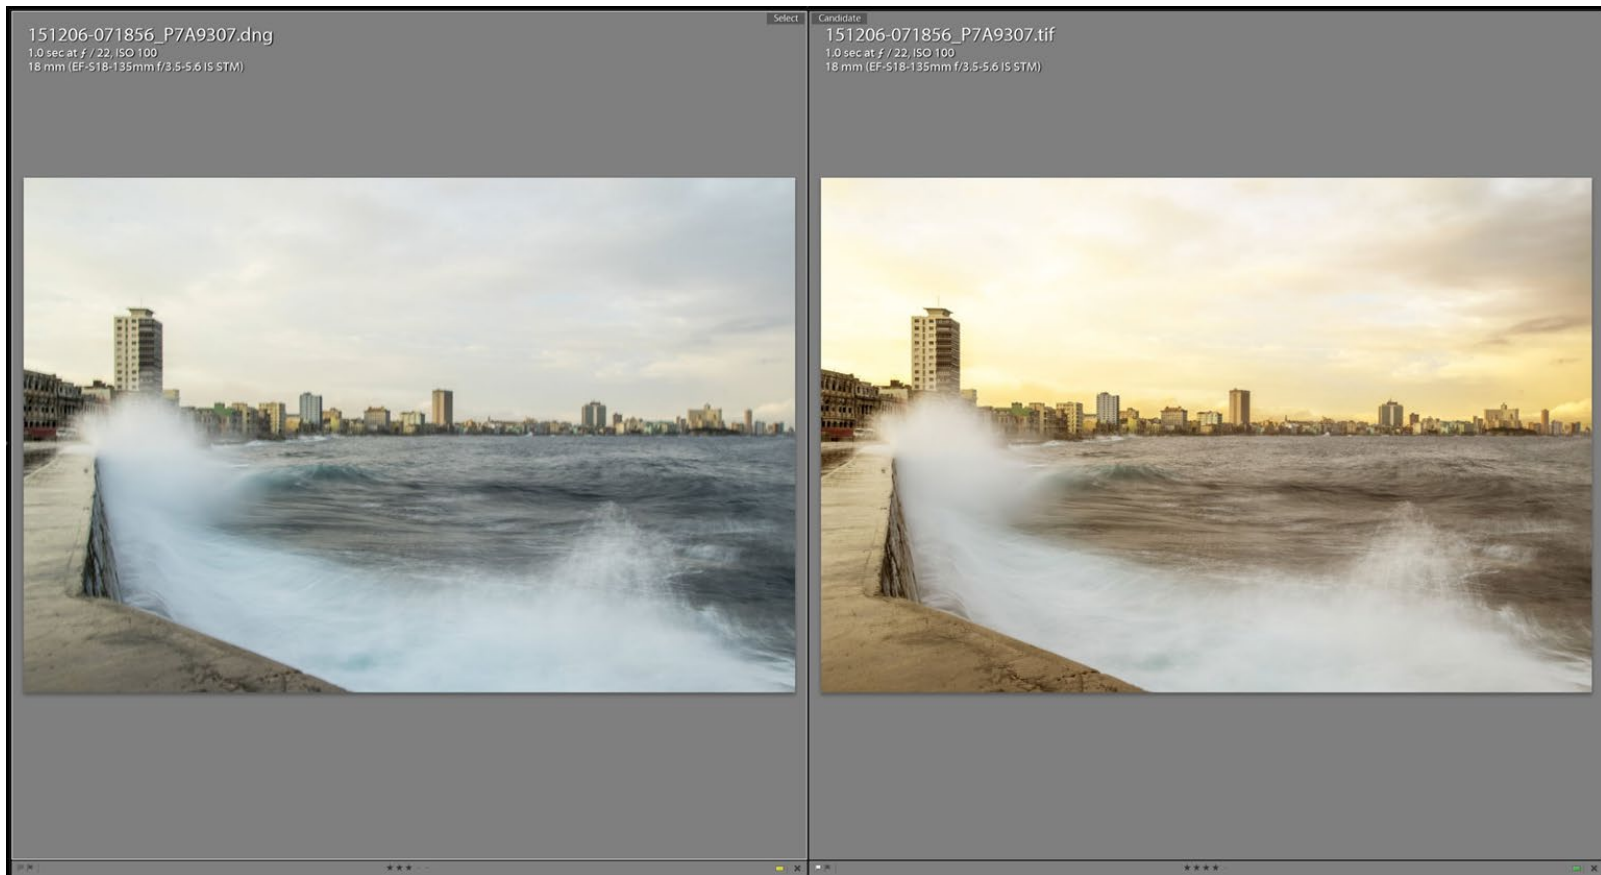 Select
151206-071856_P7A9307.dng
1.0 sec at ƒ / 22, ISO 100
18 mm (EF-S18-135mm f/3.5-5.6 IS STM)
Candidate
151206-071856_P7A9307.tif
1.0 sec at ƒ / 22, ISO 100
18 mm (EF-S18-135mm f/3.5-5.6 IS STM)